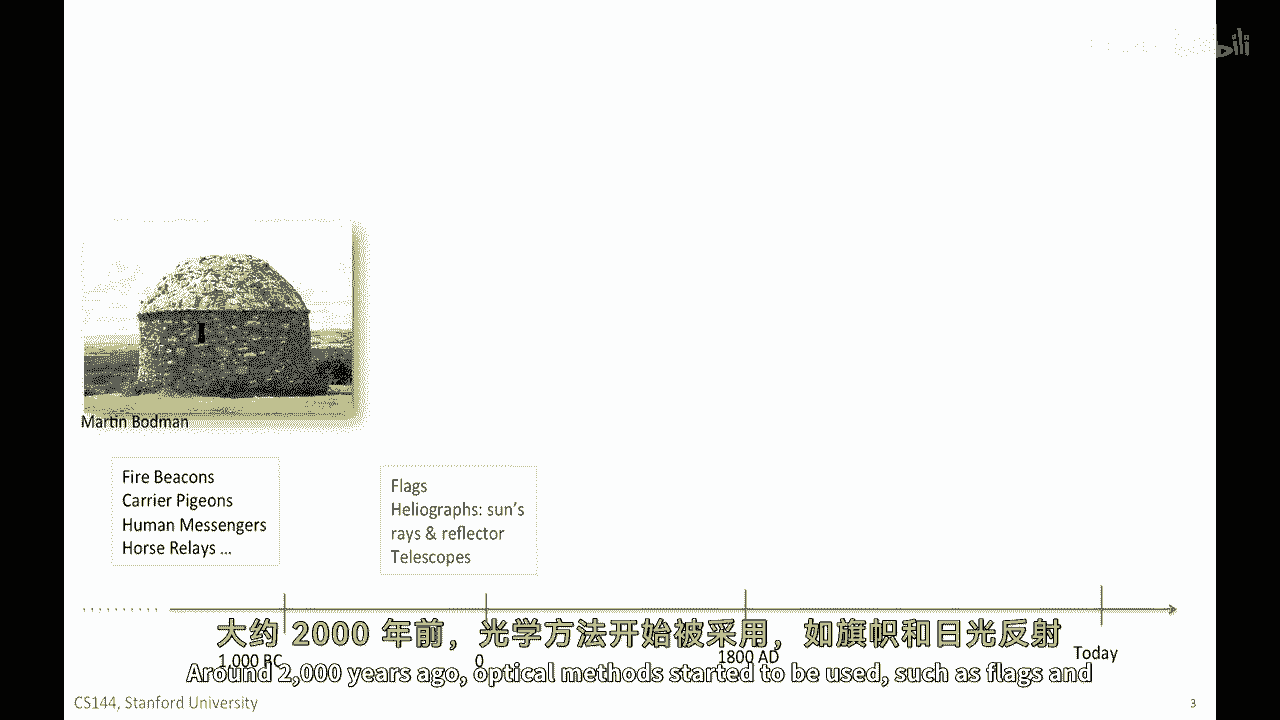 Martin Bodman
Fire Beacons
Carrier Pigeons
Human Messengers
Horse Relays ...
Flags
Heliographs: sun's
rays & reflector
Telescopes
1,000 BC
0
1800 AD
Today
大约 2000 年前，光学方法开始被采用，如旗帜和日光反射
Around 2,000 years ago, optical methods started to be used, such as flags and
CS144, Stanford University
3